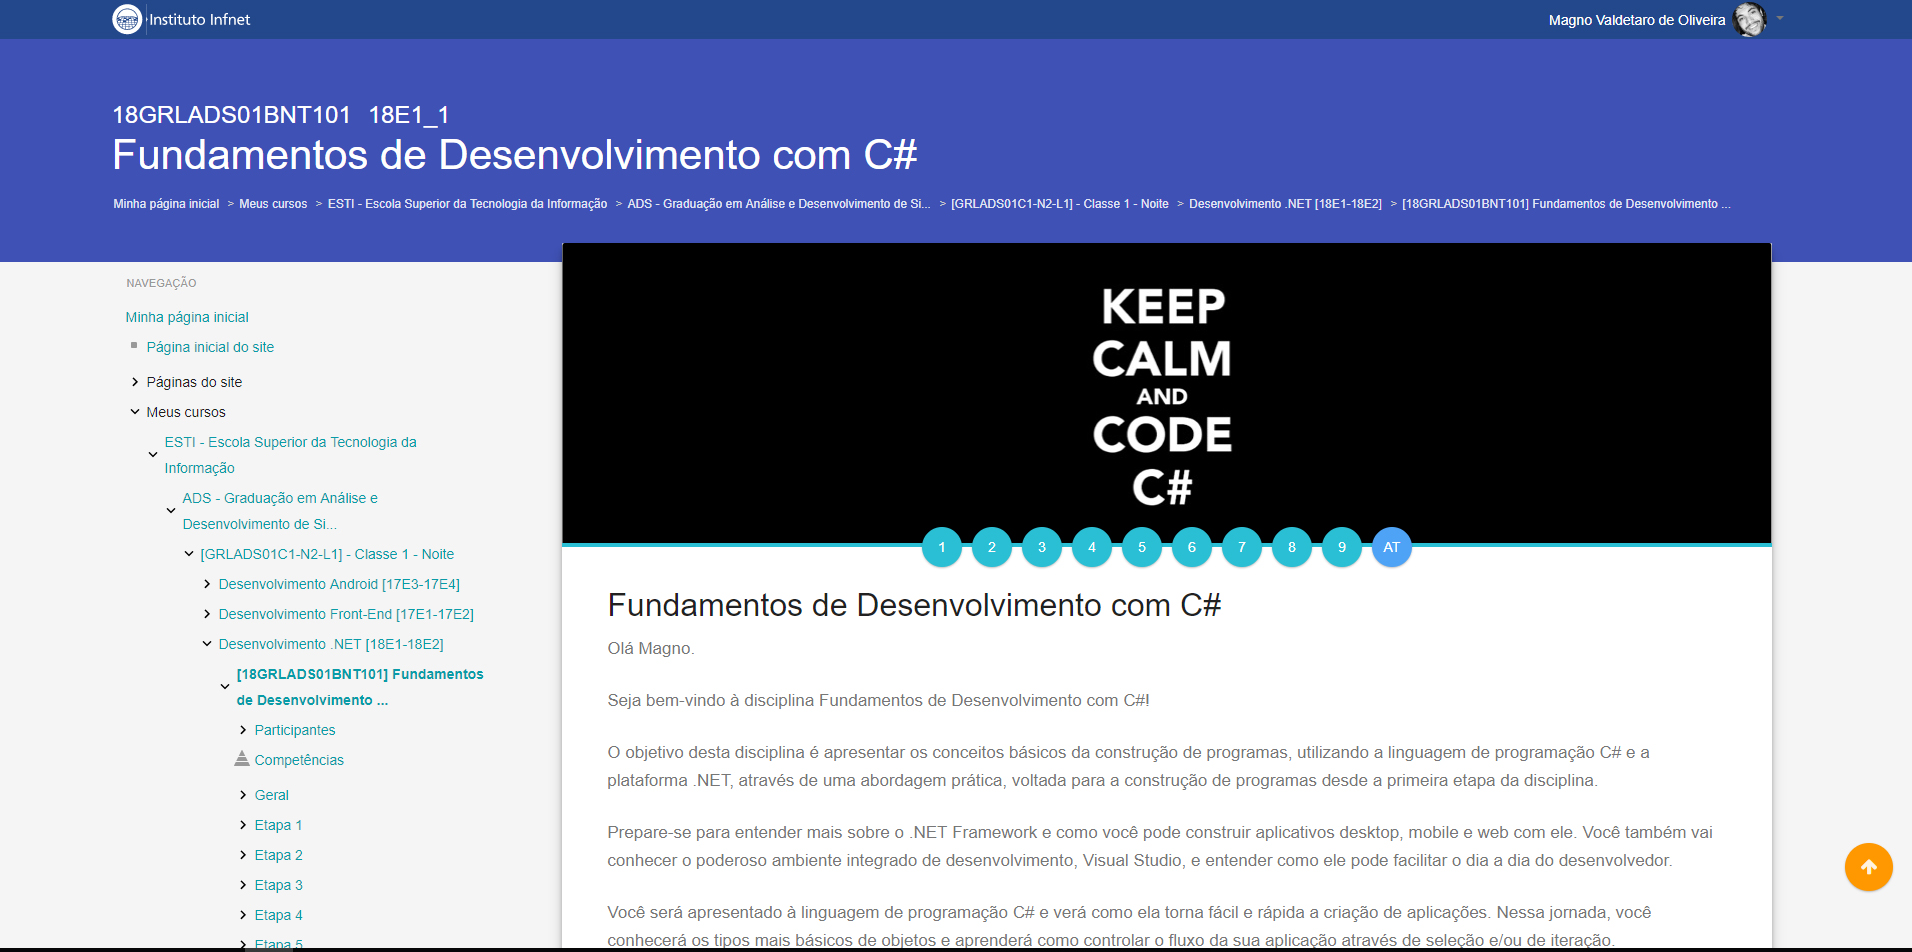 Instituto Infnet
Magno Valdetaro de Oliveira
18GRLADS01BNT101 18E1_1
Fundamentos de Desenvolvimento com C#
Minha página inicial > Meus cursos > ESTI - Escola Superior da Tecnologia da Informação > ADS - Graduação em Análise e Desenvolvimento de Si... > [GRLADS01C1-N2-L1] - Classe 1 - Noite > Desenvolvimento .NET [18E1-18E2] > [18GRLADS01BNT101] Fundamentos de Desenvolvimento ...
NAVEGAÇÃO
Minha página inicial
Página inicial do site
Páginas do site
Meus cursos
ESTI - Escola Superior da Tecnologia da
Informação
ADS - Graduação em Análise e
Desenvolvimento de Si...
[GRLADS01C1-N2-L1] - Classe 1 - Noite
Desenvolvimento Android [17E3-17E4]
Desenvolvimento Front-End [17E1-17E2]
Desenvolvimento .NET [18E1-18E2]
[18GRLADS01BNT101] Fundamentos
de Desenvolvimento ...
Participantes
Competências
Geral
Etapa 1
Etapa 2
Etapa 3
Etapa 4
Etapa 5
KEEP
CALM
AND
CODE
C#
1 2 3 4 5 6 7 8 9 AT
Fundamentos de Desenvolvimento com C#
Olá Magno.
Seja bem-vindo à disciplina Fundamentos de Desenvolvimento com C#!
O objetivo desta disciplina é apresentar os conceitos básicos da construção de programas, utilizando a linguagem de programação C# e a
plataforma .NET, através de uma abordagem prática, voltada para a construção de programas desde a primeira etapa da disciplina.
Prepare-se para entender mais sobre o .NET Framework e como você pode construir aplicativos desktop, mobile e web com ele. Você também vai
conhecer o poderoso ambiente integrado de desenvolvimento, Visual Studio, e entender como ele pode facilitar o dia a dia do desenvolvedor.
Você será apresentado à linguagem de programação C# e verá como ela torna fácil e rápida a criação de aplicações. Nessa jornada, você
conhecerá os tipos mais básicos de objetos e aprenderá como controlar o fluxo da sua aplicação através de seleção e/ou de iteração.